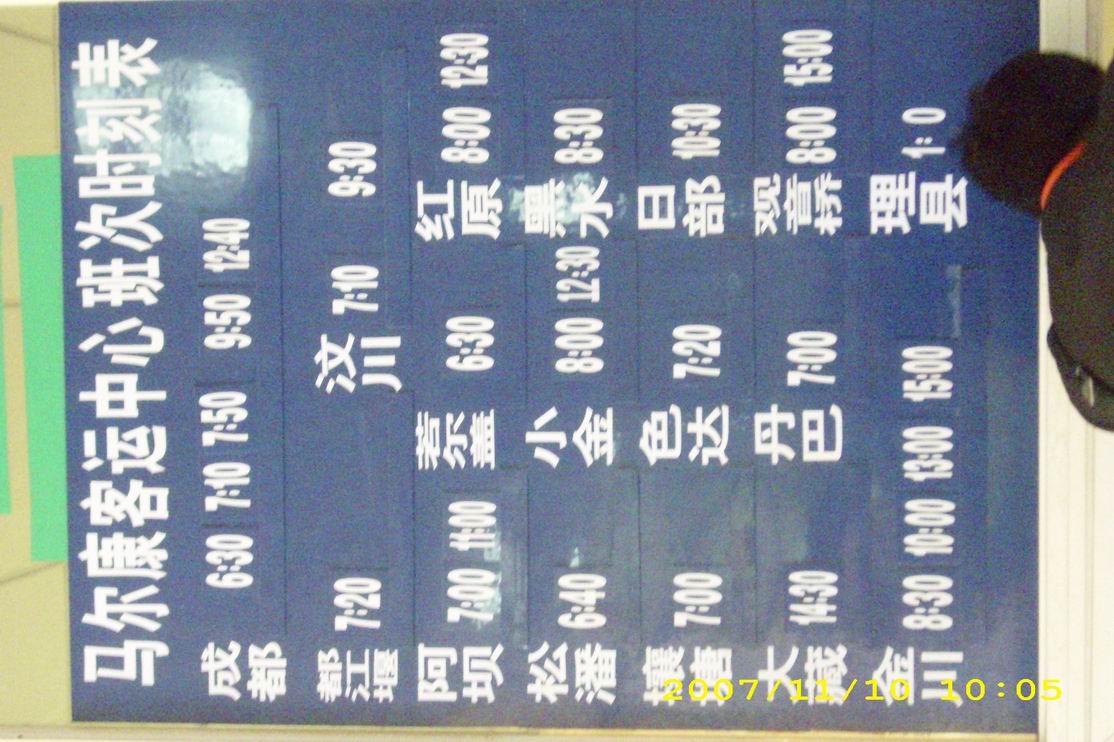 马尔康客运中心班次时刻表
成都 6:30 7:10 7:50 9:50 12:40
都江堰 7:20 汶川 7:10 9:30
阿坝 7:00 11:00 若尔盖 6:30 红原 8:00 12:30
松潘 6:40 小金 8:00 12:30 黑水 8:30
壤塘 7:00 色达 7:20 日部 10:30
大藏 14:30 丹巴 7:00 观音桥 8:00 15:00
金川 8:30 10:00 13:00 15:00 理县
2007/11/10 10:05